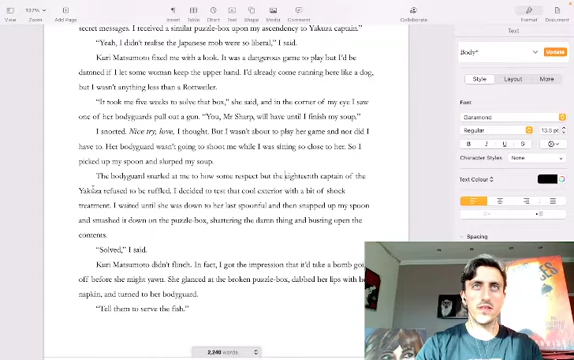 107%
View
Zoom
Add Page
Insert
Table
Chart
Text
Shape
Media
Comment
Collaborate
Format
Document
secret messages. I received a similar puzzle-box upon my ascendency to Yakuza captain."
"Yeah, I didn't realise the Japanese mob were so liberal," I said.
Kuri Matsumoto fixed me with a look. It was a dangerous game to play but I'd be
damned if I let some woman keep the upper hand. I'd already come running here like a dog,
but I wasn't anything less than a Rottweiler.
"It took me five weeks to solve that box," she said, and in the corner of my eye I saw
one of her bodyguards pull out a gun. "You, Mr Sharp, will have until I finish my soup."
I snorted. Nice try, love, I thought. But I wasn't about to play her game and nor did I
have to. Her bodyguard wasn't going to shoot me while I was sitting so close to her. So I
picked up my spoon and slurped my soup.
The bodyguard snarled at me to how some respect but the eighteenth captain of the
Yakuza refused to be ruffled. I decided to test that cool exterior with a bit of shock
treatment. I waited until she was down to her last spoonful and then snapped up my spoon
and smashed it down on the puzzle-box, shattering the damn thing and busting open the
contents.
"Solved," I said.
Kuri Matsumoto didn't flinch. In fact, I got the impression that it'd take a bomb going
off before she might yawn. She glanced at the broken puzzle-box, dabbed her lips with her
napkin, and turned to her bodyguard.
"Tell them to serve the fish."
2,240 words
Text
Body*
Update
Style
Layout
More
Font
Garamond
Regular
13.5 pt
B
I
U
S
Character Styles
None
Text Colour
Spacing